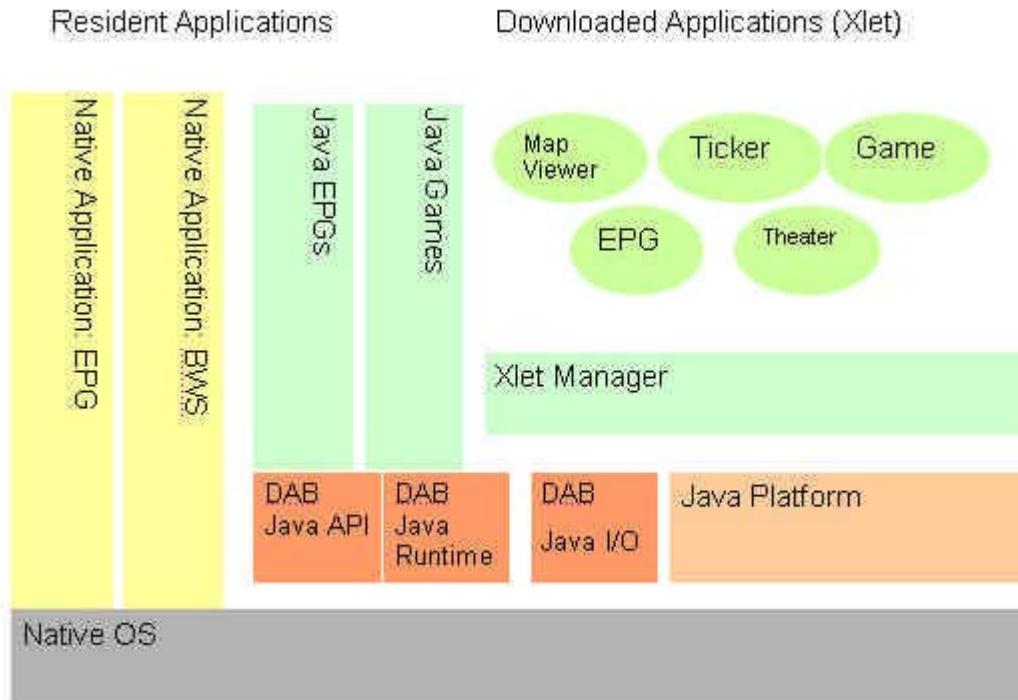 Resident Applications
Downloaded Applications (Xlet)
Native Application: EPG
Native Application: BWS
Java EPGs
Java Games
Map
Viewer
Ticker
Game
EPG
Theater
Xlet Manager
DAB
Java API
DAB
Java
Runtime
DAB
Java I/O
Java Platform
Native OS